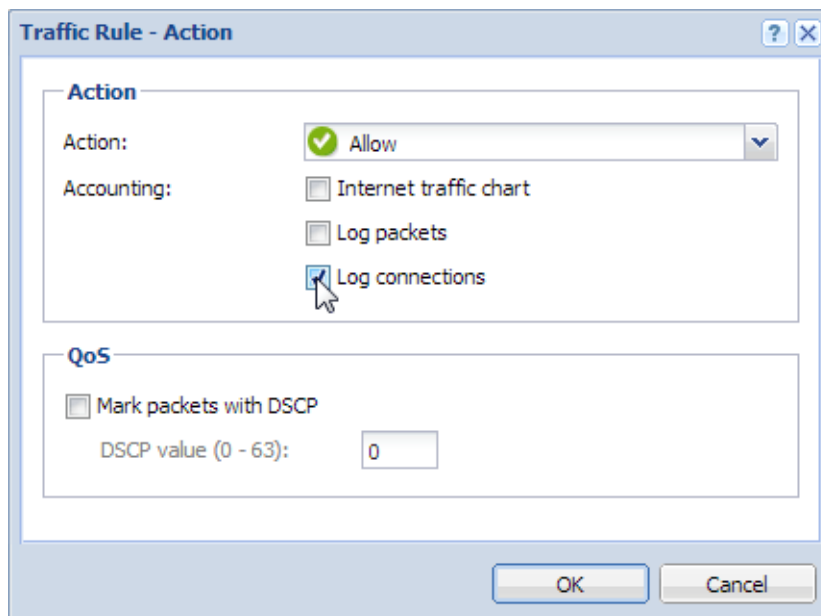 Traffic Rule - Action
?
Action
Action: Allow
Accounting: Internet traffic chart
Log packets
Log connections
QoS
Mark packets with DSCP
DSCP value (0 - 63): 0
OK Cancel